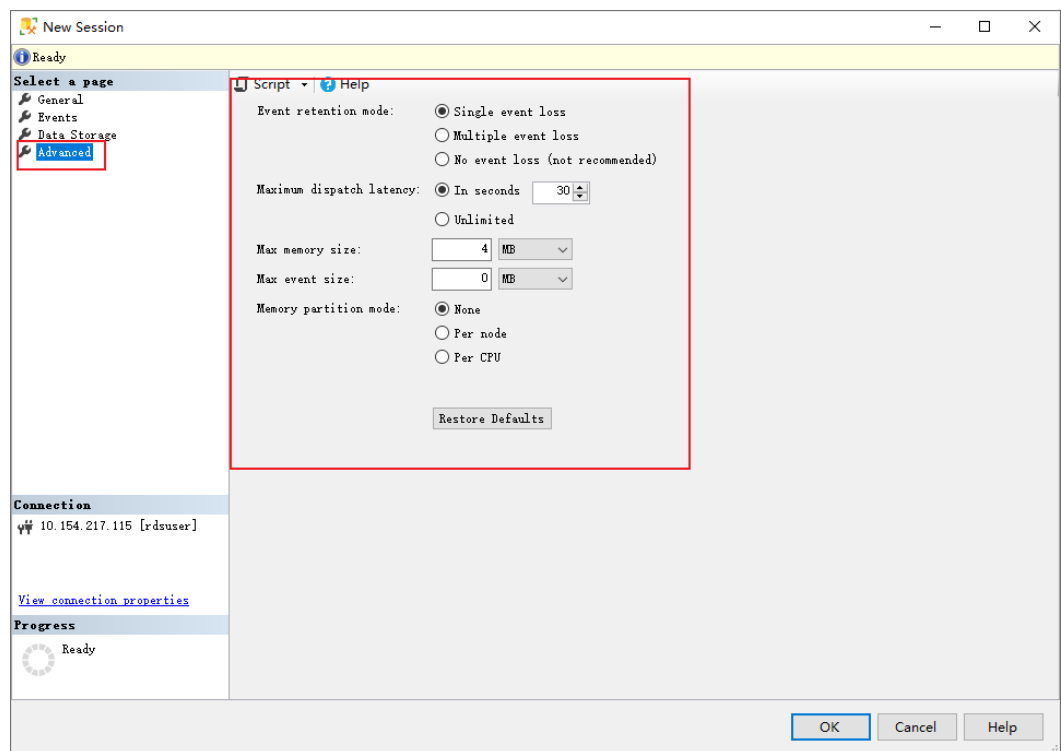 New Session
Ready
Select a page
General
Events
Data Storage
Advanced
Script Help
Event retention mode: Single event loss
Multiple event loss
No event loss (not recommended)
Maximum dispatch latency: In seconds 30
Unlimited
Max memory size: 4 MB
Max event size: 0 MB
Memory partition mode: None
Per node
Per CPU
Restore Defaults
Connection
10.154.217.115 [rdsuser]
View connection properties
Progress
Ready
OK Cancel Help